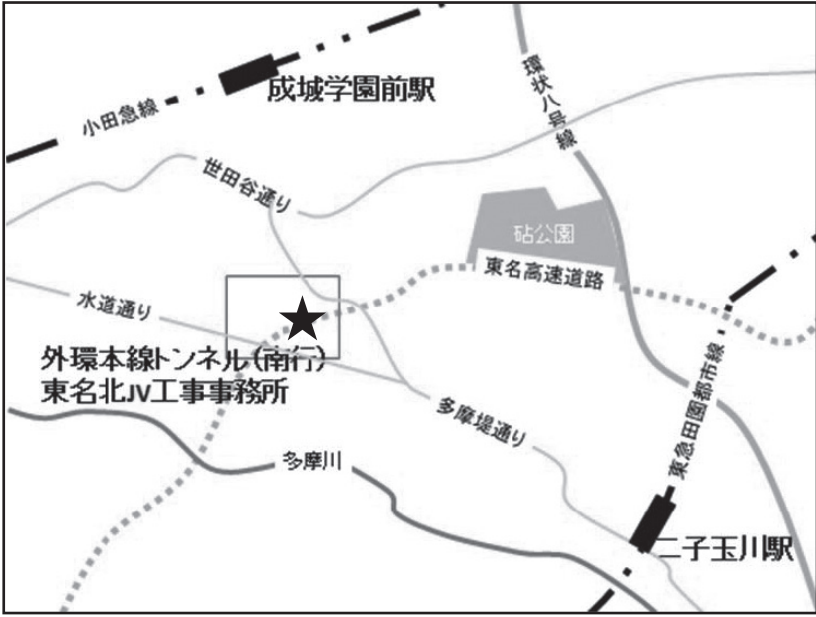 成城学園前駅
小田急線
環状八号線
世田谷通り
砧公園
東名高速道路
水道通り
外環本線トンネル(南行)
東名北JV工事事務所
多摩堤通り
東急田園都市線
多摩川
二子玉川駅